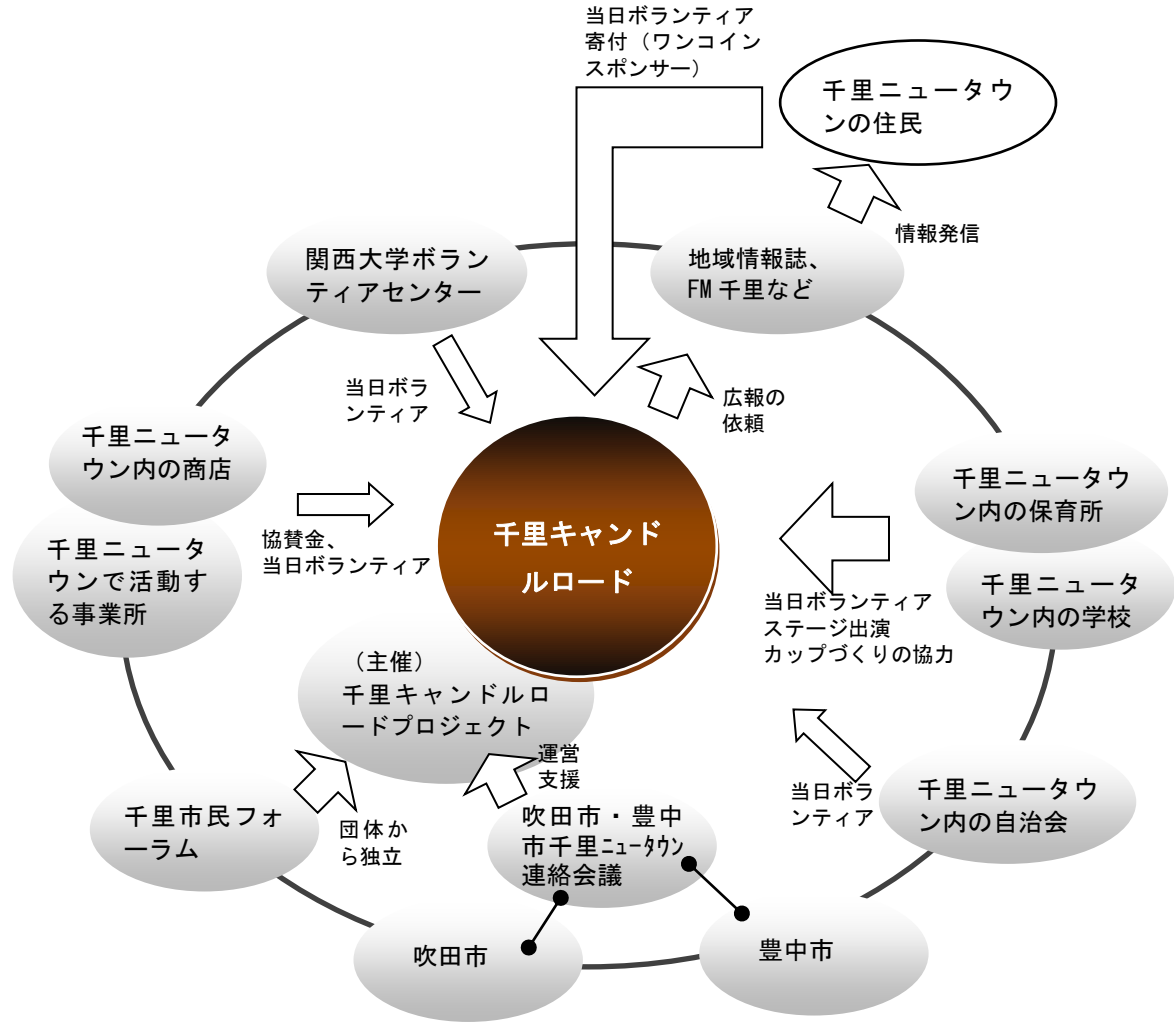 当日ボランティア
寄付（ワンコイン
スポンサー）
千里ニュータウ
ンの住民
情報発信
関西大学ボラン
ティアセンター
地域情報誌、
FM千里など
当日ボラ
ンティア
広報の
依頼
千里ニュータ
ウン内の商店
千里ニュータウ
ン内の保育所
協賛金、
当日ボランティア
千里キャンド
ルロード
千里ニュータ
ウンで活動す
る事業所
千里ニュータ
ウン内の学校
当日ボランティア
ステージ出演
カップづくりの協力
（主催）
千里キャンドルロ
ードプロジェクト
運営
支援
当日ボラ
ンティア
千里ニュータウ
ン内の自治会
千里市民フォ
ーラム
団体か
ら独立
吹田市・豊中
市千里ﾆｭｰﾀｳﾝ
連絡会議
吹田市
豊中市